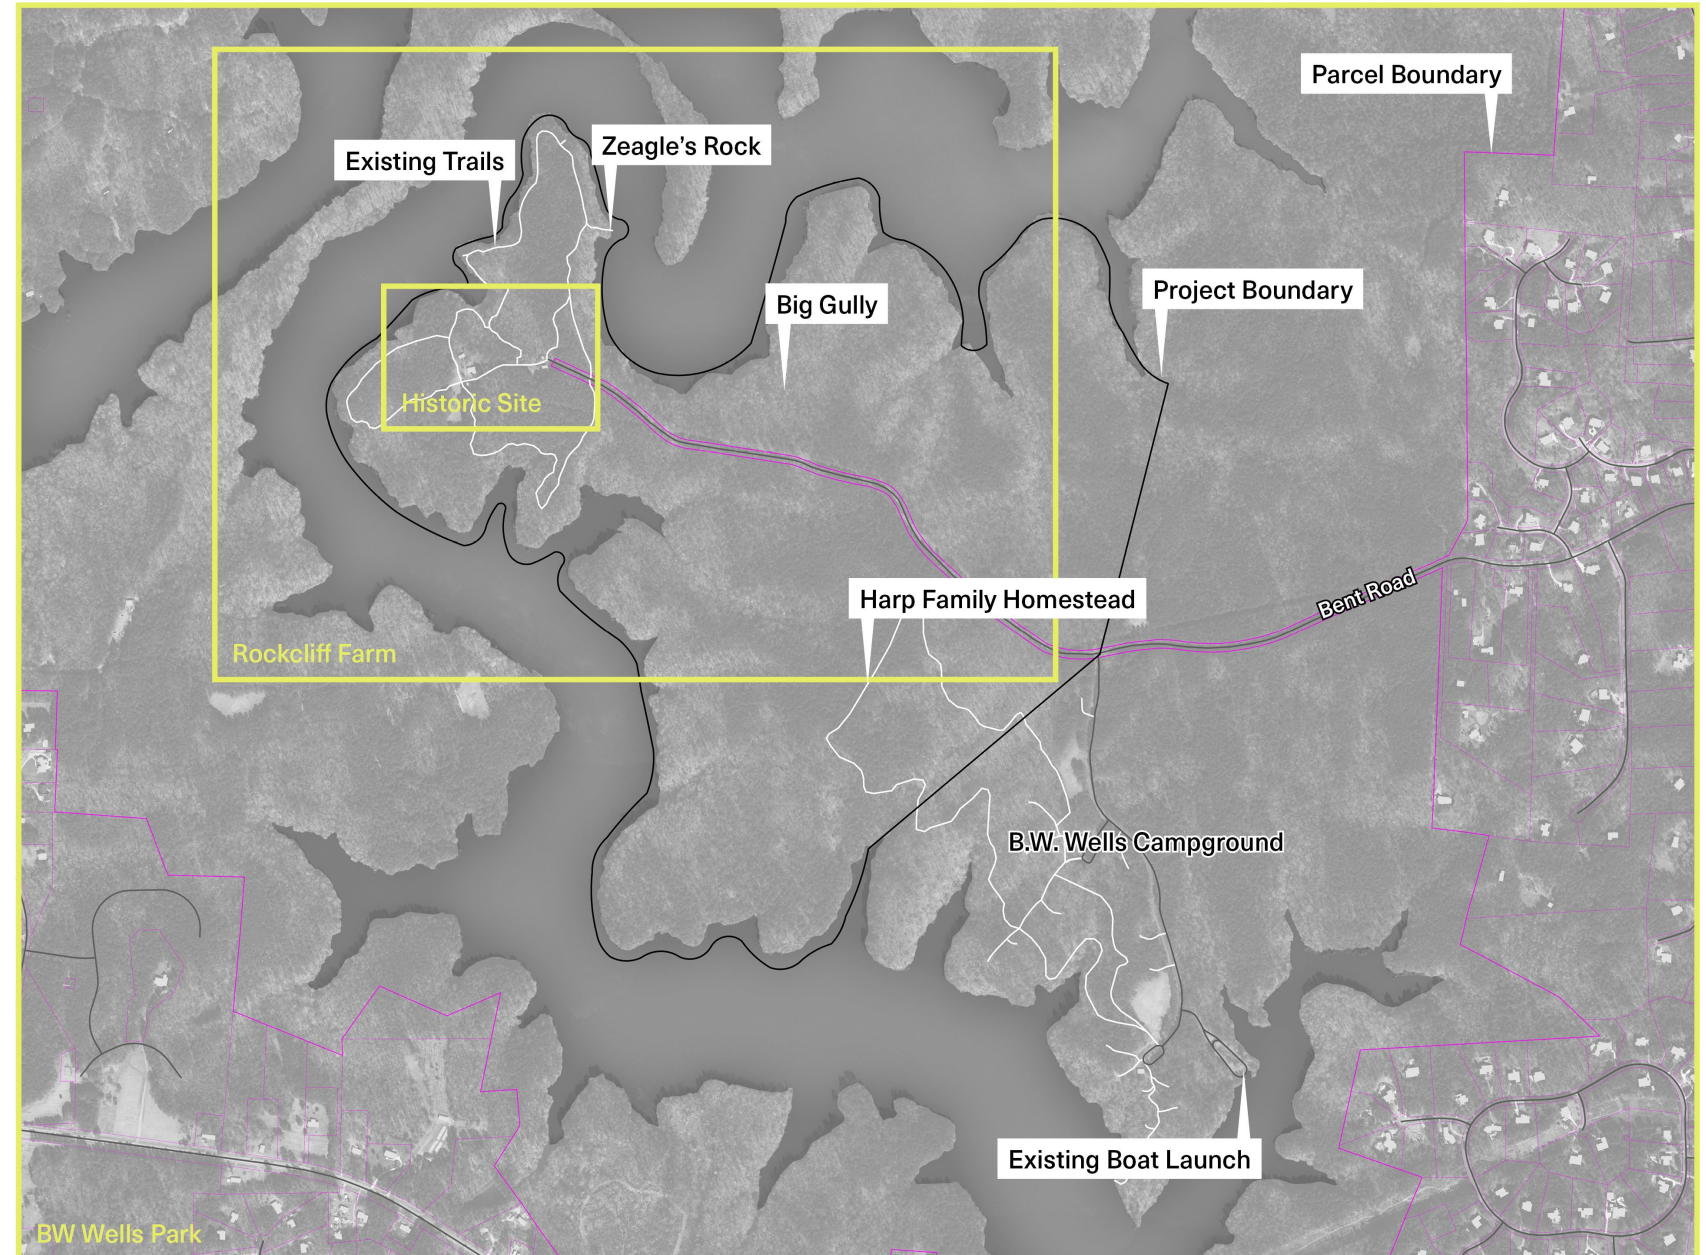 Parcel Boundary
Existing Trails
Zeagle's Rock
Project Boundary
Big Gully
Historic Site
Harp Family Homestead
Bent Road
Rockcliff Farm
B.W. Wells Campground
Existing Boat Launch
BW Wells Park